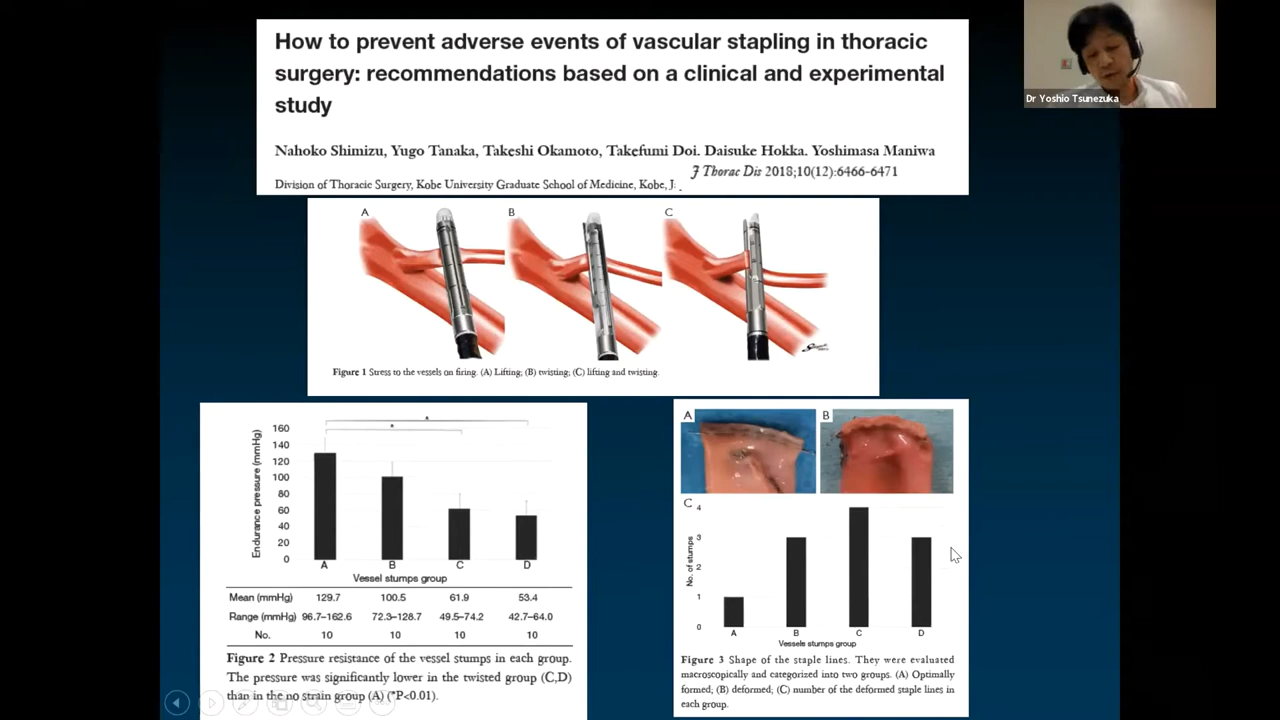 How to prevent adverse events of vascular stapling in thoracic
surgery: recommendations based on a clinical and experimental
study
Nahoko Shimizu, Yugo Tanaka, Takeshi Okamoto, Takefumi Doi. Daisuke Hokka. Yoshimasa Maniwa
J Thorac Dis 2018;10(12):6466-6471
Division of Thoracic Surgery, Kobe University Graduate School of Medicine, Kobe, J
Dr Yoshio Tsunezuka
A
B
C
Figure 1 Stress to the vessels on firing. (A) Lifting; (B) twisting; (C) lifting and twisting.
*
*
Endurance pressure (mmHg)
160
140
120
100
80
60
40
20
0
A B C D
Vessel stumps group
Mean (mmHg) 129.7 100.5 61.9 53.4
Range (mmHg) 96.7–162.6 72.3–128.7 49.5–74.2 42.7–64.0
No. 10 10 10 10
Figure 2 Pressure resistance of the vessel stumps in each group.
The pressure was significantly lower in the twisted group (C,D)
than in the no strain group (A) (*P<0.01).
A
B
C
No. of stumps
4
3
2
1
0
A B C D
Vessels stumps group
Figure 3 Shape of the staple lines. They were evaluated
macroscopically and categorized into two groups. (A) Optimally
formed; (B) deformed; (C) number of the deformed staple lines in
each group.